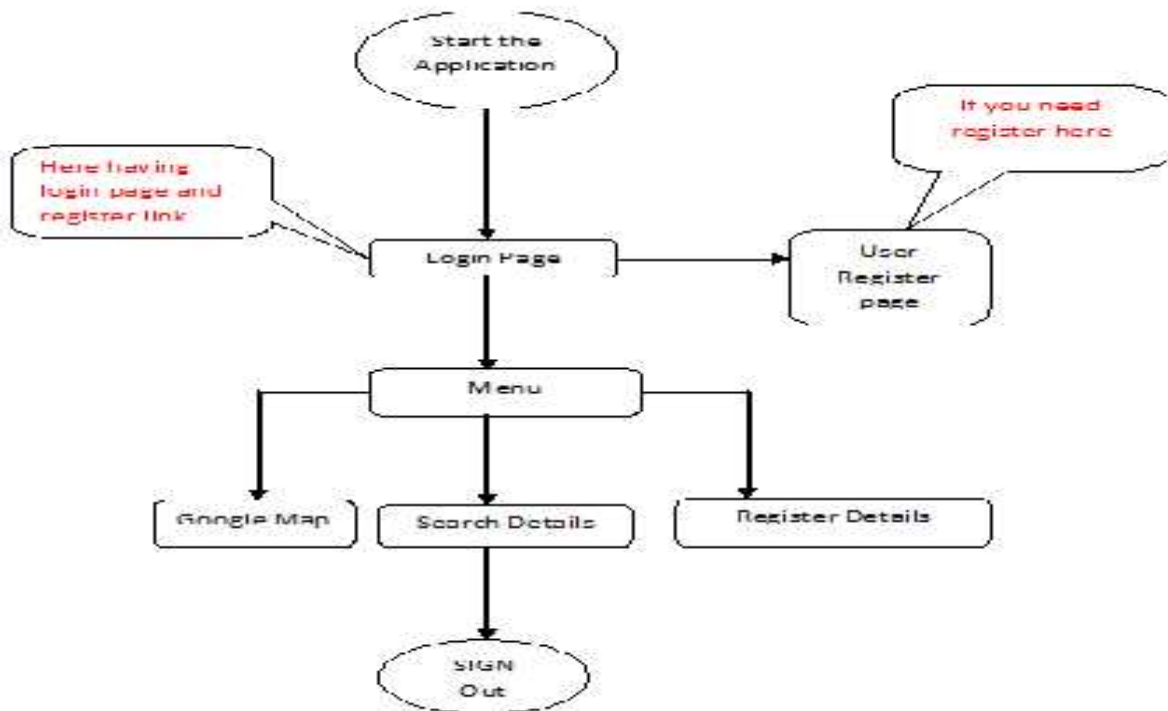 Start the
Application
If you need
register here
Here having
login page and
register link
Login Page
User
Register
page
Menu
Google Map
Search Details
Register Details
SIGN
Out